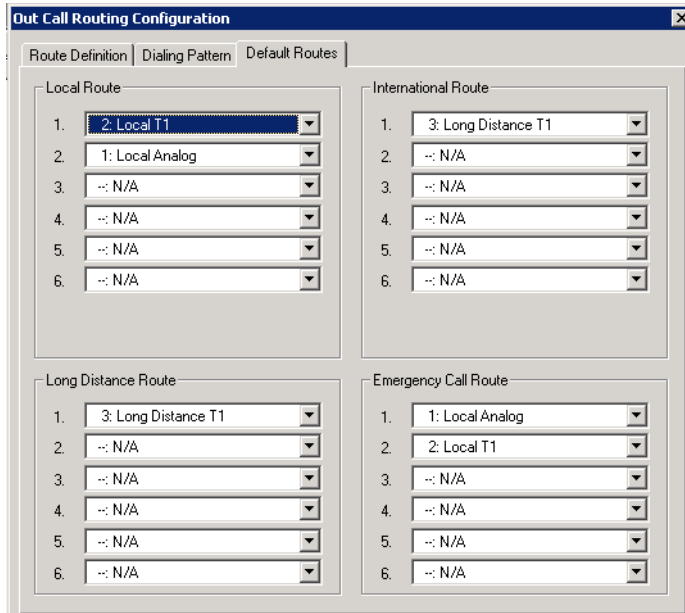 Out Call Routing Configuration
Route Definition
Dialing Pattern
Default Routes
Local Route
1. 2: Local T1
2. 1: Local Analog
3. --: N/A
4. --: N/A
5. --: N/A
6. --: N/A
International Route
1. 3: Long Distance T1
2. --: N/A
3. --: N/A
4. --: N/A
5. --: N/A
6. --: N/A
Long Distance Route
1. 3: Long Distance T1
2. --: N/A
3. --: N/A
4. --: N/A
5. --: N/A
6. --: N/A
Emergency Call Route
1. 1: Local Analog
2. 2: Local T1
3. --: N/A
4. --: N/A
5. --: N/A
6. --: N/A